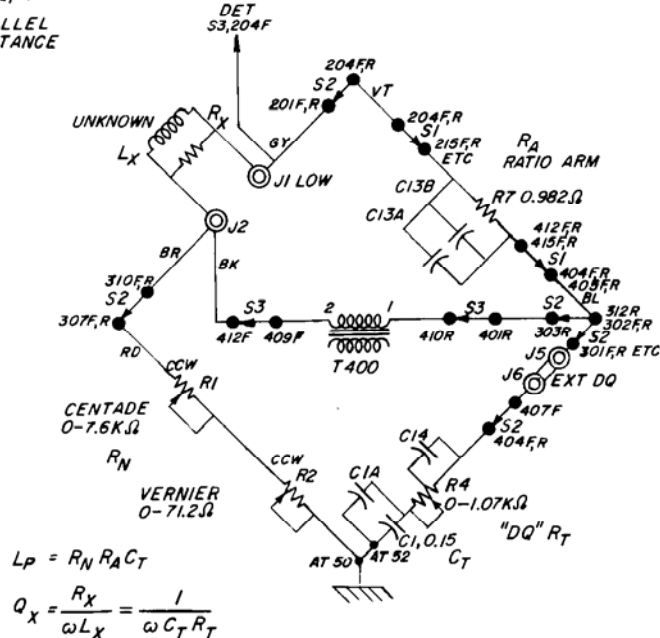 LLEL
TANCE
DET
S3,204F
204F,R
S2
201F,R
VT
204F,R
S1
215F,R
ETC
UNKNOWN
RX
LX
GY
J1 LOW
RA
RATIO ARM
C13B
C13A
R7 0.982Ω
412F,R
415F,R
S1
404F,R
405F,R
BL
J2
BR
BK
310F,R
S2
307F,R
RD
S3
412F
409F
2
1
T400
S3
410R
401R
S2
303R
312R
302F,R
S2
301F,R ETC
J5
J6
EXT DQ
407F
S2
404F,R
CCW
R1
CENTADE
0-7.6KΩ
RN
CCW
R2
VERNIER
0-71.2Ω
C14
C1A
R4
0-1.07KΩ
"DQ" RT
C1, 0.15
CT
AT 50
AT 52
LP = RN RA CT
QX = RX / ωLX = 1 / ω CT RT